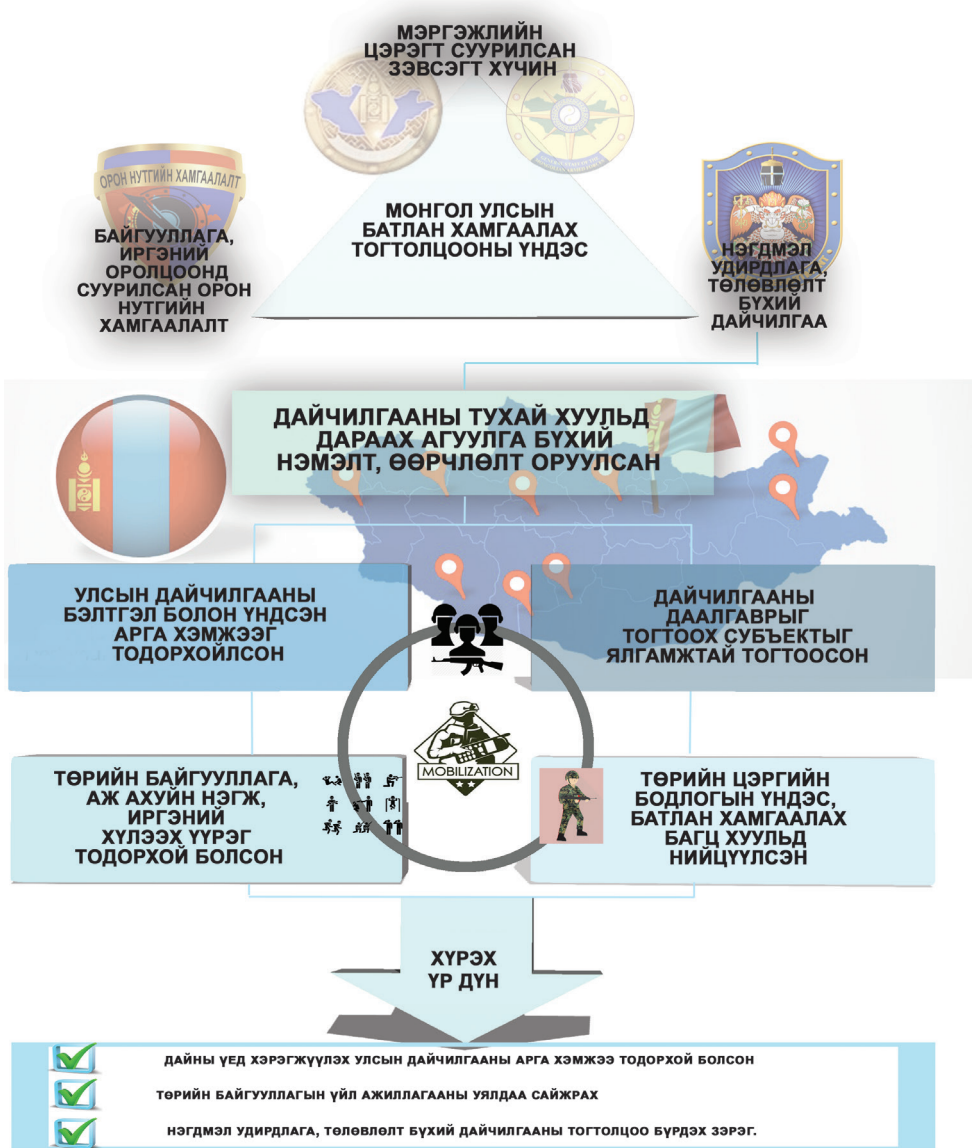 МЭРГЭЖЛИЙН
ЦЭРЭГТ СУУРИЛСАН
ЗЭВСЭГТ ХҮЧИН
ОРОН НУТГИЙН ХАМГААЛАЛТ
БАЙГУУЛЛАГА,
ИРГЭНИЙ
ОРОЛЦООНД
СУУРИЛСАН ОРОН
НУТГИЙН
ХАМГААЛАЛТ
МОНГОЛ УЛСЫН
БАТЛАН ХАМГААЛАХ
ТОГТОЛЦООНЫ ҮНДЭС
НЭГДМЭЛ
УДИРДЛАГА,
ТӨЛӨВЛӨЛТ
БҮХИЙ
ДАЙЧИЛГАА
ДАЙЧИЛГААНЫ ТУХАЙ ХУУЛЬД
ДАРААХ АГУУЛГА БҮХИЙ
НЭМЭЛТ, ӨӨРЧЛӨЛТ ОРУУЛСАН
УЛСЫН ДАЙЧИЛГААНЫ
БЭЛТГЭЛ БОЛОН ҮНДСЭН
АРГА ХЭМЖЭЭГ
ТОДОРХОЙЛСОН
ДАЙЧИЛГААНЫ
ДААЛГАВРЫГ
ТОГТООХ СУБЪЕКТЫГ
ЯЛГАМЖТАЙ ТОГТООСОН
MOBILIZATION
ТӨРИЙН БАЙГУУЛЛАГА,
АЖ АХУЙН НЭГЖ,
ИРГЭНИЙ
ХҮЛЭЭХ ҮҮРЭГ
ТОДОРХОЙ БОЛСОН
ТӨРИЙН ЦЭРГИЙН
БОДЛОГЫН ҮНДЭС,
БАТЛАН ХАМГААЛАХ
БАГЦ ХУУЛЬД
НИЙЦҮҮЛСЭН
ХҮРЭХ
ҮР ДҮН
ДАЙНЫ ҮЕД ХЭРЭГЖҮҮЛЭХ УЛСЫН ДАЙЧИЛГААНЫ АРГА ХЭМЖЭЭ ТОДОРХОЙ БОЛСОН
ТӨРИЙН БАЙГУУЛЛАГЫН ҮЙЛ АЖИЛЛАГААНЫ УЯЛДАА САЙЖРАХ
НЭГДМЭЛ УДИРДЛАГА, ТӨЛӨВЛӨЛТ БҮХИЙ ДАЙЧИЛГААНЫ ТОГТОЛЦОО БҮРДЭХ ЗЭРЭГ.